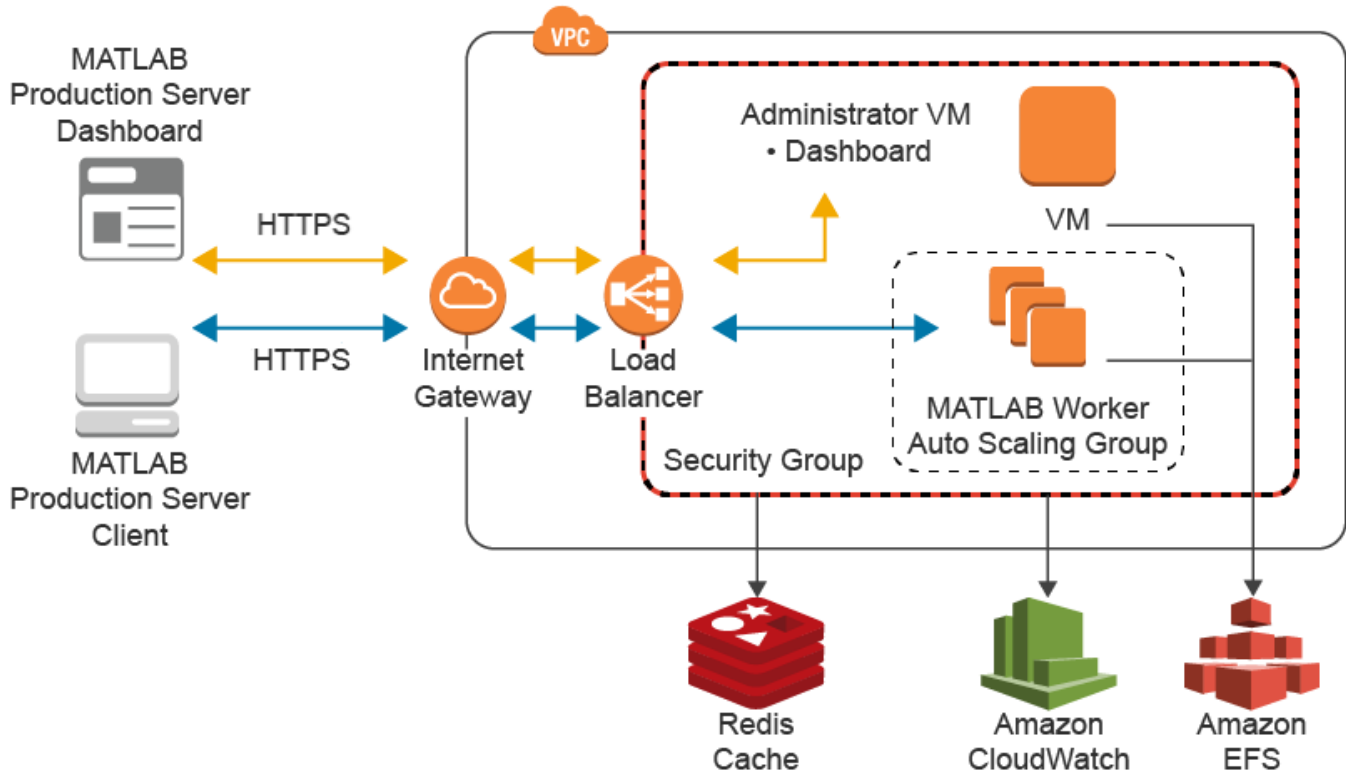 VPC
MATLAB
Production Server
Dashboard
HTTPS
HTTPS
MATLAB
Production Server
Client
Internet
Gateway
Load
Balancer
Administrator VM
• Dashboard
VM
MATLAB Worker
Auto Scaling Group
Security Group
Redis
Cache
Amazon
CloudWatch
Amazon
EFS